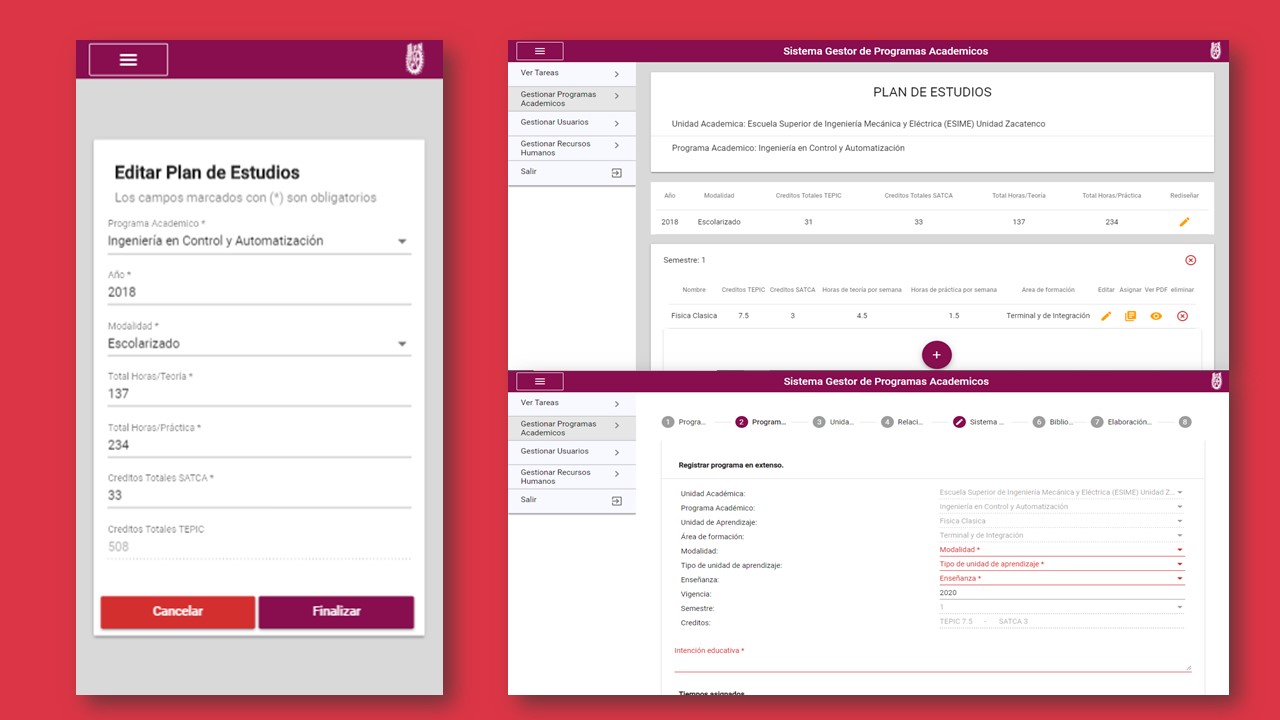 Editar Plan de Estudios
Los campos marcados con (*) son obligatorios
Programa Academico *
Ingeniería en Control y Automatización
Año *
2018
Modalidad *
Escolarizado
Total Horas/Teoría *
137
Total Horas/Práctica *
234
Creditos Totales SATCA *
33
Creditos Totales TEPIC
508
Cancelar Finalizar
Sistema Gestor de Programas Academicos
Ver Tareas
Gestionar Programas
Academicos
Gestionar Usuarios
Gestionar Recursos
Humanos
Salir
PLAN DE ESTUDIOS
Unidad Academica: Escuela Superior de Ingeniería Mecánica y Eléctrica (ESIME) Unidad Zacatenco
Programa Academico: Ingeniería en Control y Automatización
Año Modalidad Creditos Totales TEPIC Creditos Totales SATCA Total Horas/Teoría Total Horas/Práctica Rediseñar
2018 Escolarizado 31 33 137 234
Semestre: 1
Nombre Creditos TEPIC Creditos SATCA Horas de teoría por semana Horas de práctica por semana Area de formación Editar Asignar Ver PDF eliminar
Fisica Clasica 7.5 3 4.5 1.5 Terminal y de Integración
+
Sistema Gestor de Programas Academicos
Ver Tareas
Gestionar Programas
Academicos
Gestionar Usuarios
Gestionar Recursos
Humanos
Salir
1 Progra... 2 Program... 3 Unida... 4 Relaci... Sistema ... 6 Biblio... 7 Elaboración... 8
Registrar programa en extenso.
Unidad Académica: Escuela Superior de Ingeniería Mecánica y Eléctrica (ESIME) Unidad Z...
Programa Académico: Ingeniería en Control y Automatización
Unidad de Aprendizaje: Fisica Clasica
Área de formación: Terminal y de Integración
Modalidad: Modalidad *
Tipo de unidad de aprendizaje: Tipo de unidad de aprendizaje *
Enseñanza: Enseñanza *
Vigencia: 2020
Semestre: 1
Creditos: TEPIC 7.5 - SATCA 3
Intención educativa *
Tiempos asignados